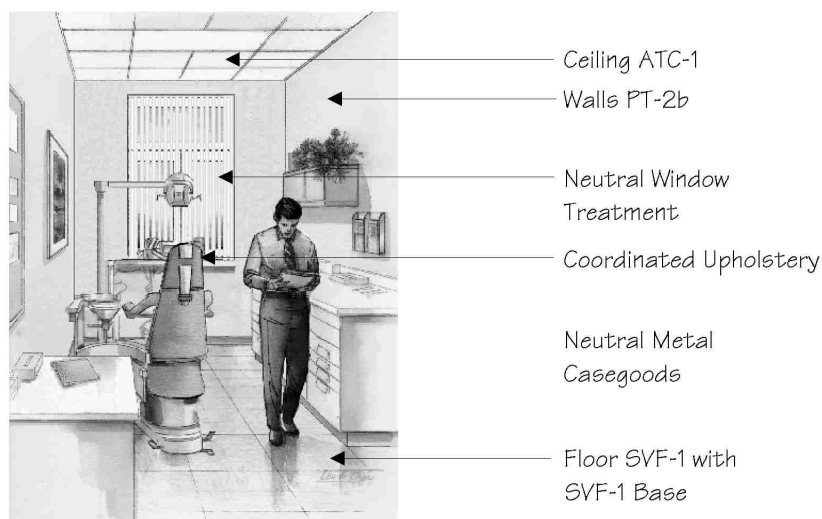 Ceiling ATC-1
Walls PT-2b
Neutral Window
Treatment
Coordinated Upholstery
Neutral Metal
Casegoods
Floor SVF-1 with
SVF-1 Base